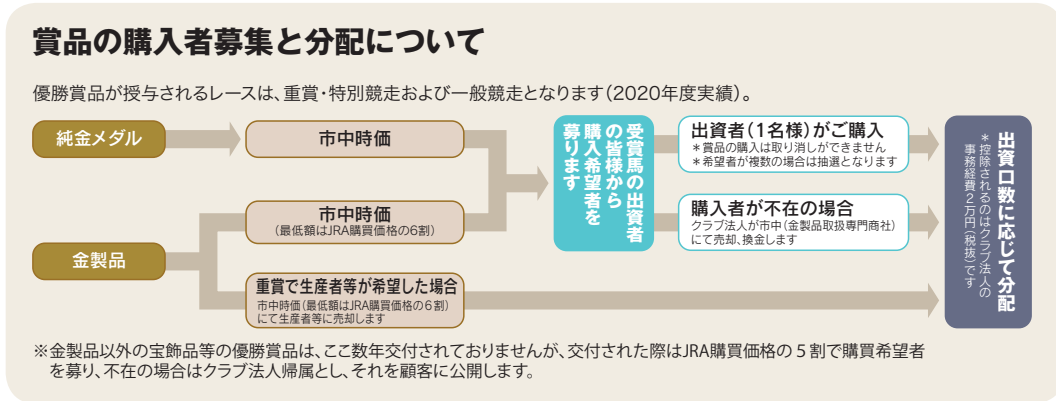 賞品の購入者募集と分配について
優勝賞品が授与されるレースは、重賞・特別競走および一般競走となります(2020年度実績)。
純金メダル
市中時価
金製品
市中時価
(最低額はJRA購買価格の6割)
重賞で生産者等が希望した場合
市中時価(最低額はJRA購買価格の6割)
にて生産者等に売却します
受賞馬の出資者
の皆様から
購入希望者を
募ります
出資者(1名様)がご購入
*賞品の購入は取り消しができません
*希望者が複数の場合は抽選となります
購入者が不在の場合
クラブ法人が市中(金製品取扱専門商社)
にて売却、換金します
出資口数に応じて分配
*控除されるのはクラブ法人の
事務経費2万円(税抜)です
※金製品以外の宝飾品等の優勝賞品は、ここ数年交付されておりませんが、交付された際はJRA購買価格の5割で購買希望者
を募り、不在の場合はクラブ法人帰属とし、それを顧客に公開します。